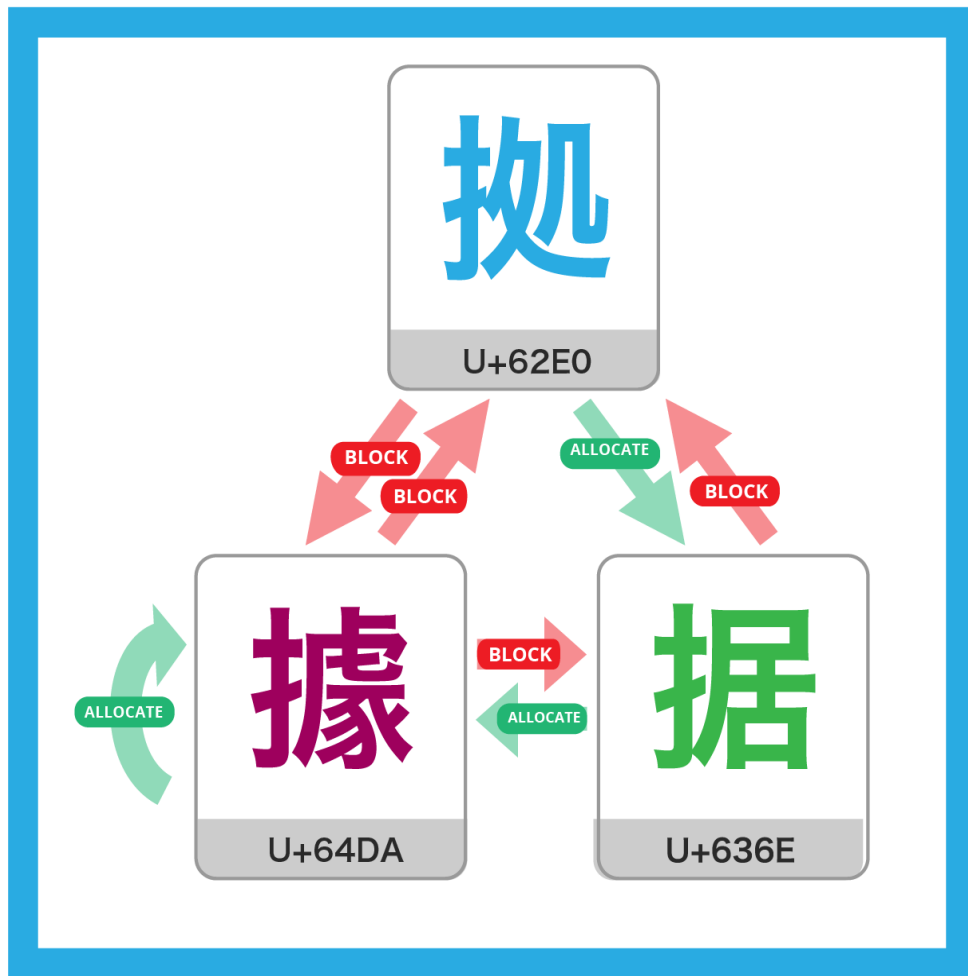 拠
U+62E0
BLOCK
BLOCK
ALLOCATE
BLOCK
據
U+64DA
ALLOCATE
BLOCK
ALLOCATE
据
U+636E